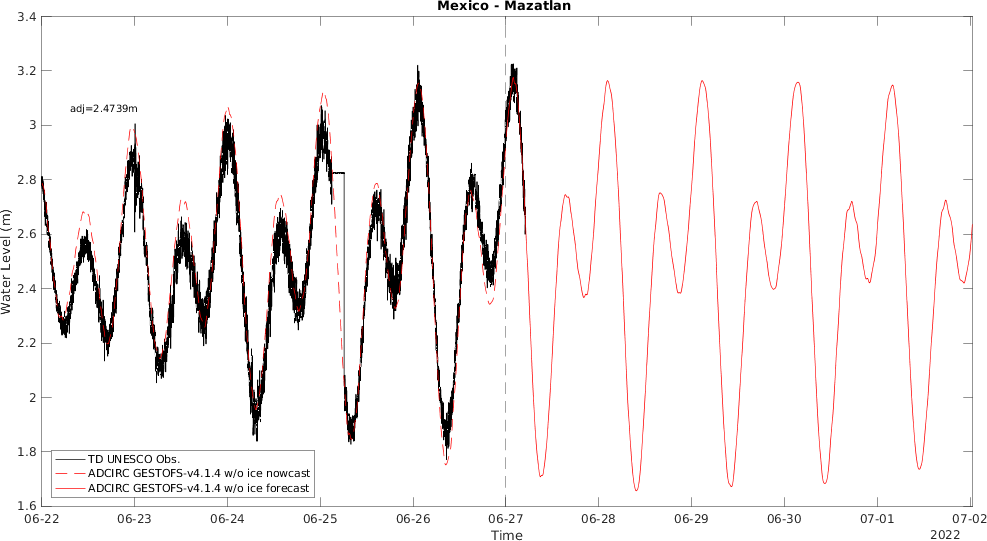 Mexico - Mazatlan
3.4
3.2
3
2.8
2.6
2.4
2.2
2
1.8
1.6
Water Level (m)
adj=2.4739m
TD UNESCO Obs.
ADCIRC GESTOFS-v4.1.4 w/o ice nowcast
ADCIRC GESTOFS-v4.1.4 w/o ice forecast
06-22 06-23 06-24 06-25 06-26 06-27 06-28 06-29 06-30 07-01 07-02
Time
2022